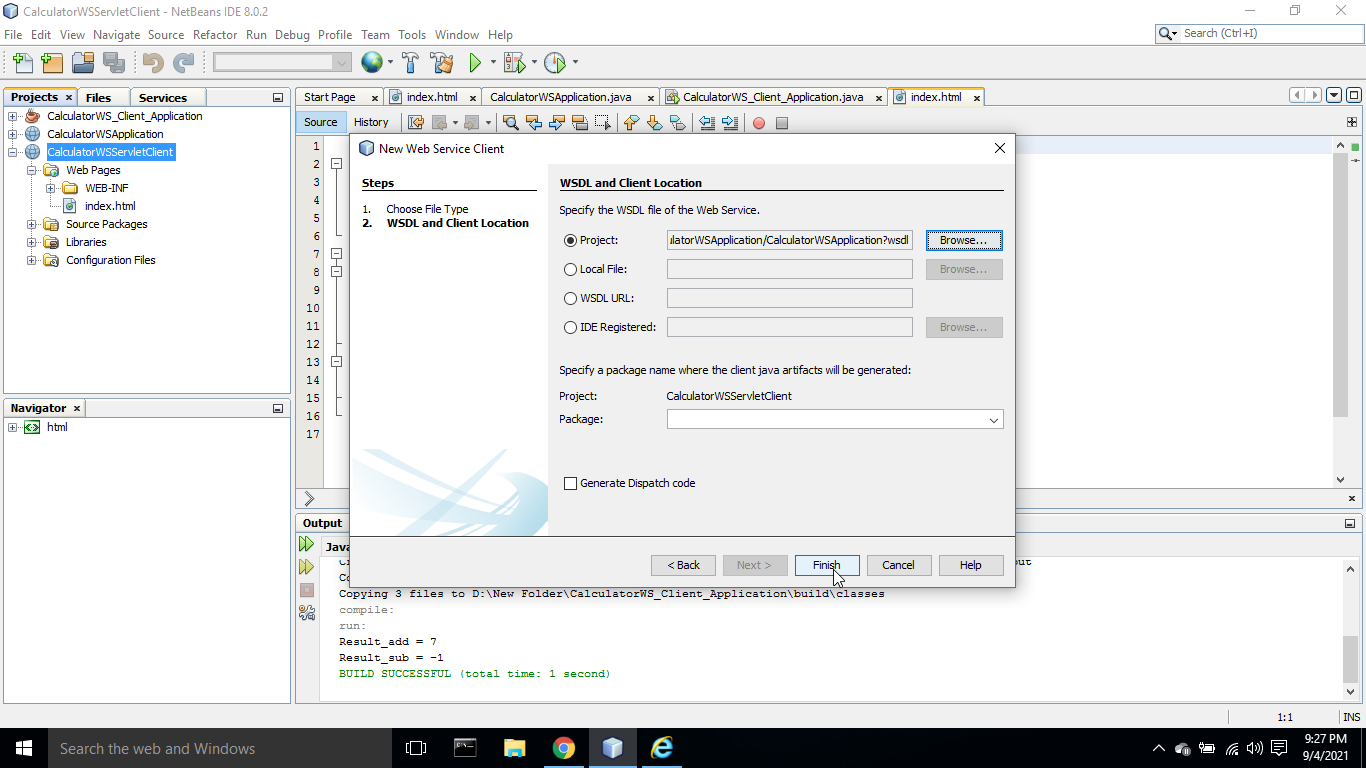 CalculatorWSServletClient - NetBeans IDE 8.0.2
File Edit View Navigate Source Refactor Run Debug Profile Team Tools Window Help
Search (Ctrl+I)
Projects
Files
Services
CalculatorWS_Client_Application
CalculatorWSApplication
CalculatorWSServletClient
Web Pages
WEB-INF
index.html
Source Packages
Libraries
Configuration Files
Navigator
html
Start Page
index.html
CalculatorWSApplication.java
CalculatorWS_Client_Application.java
index.html
Source
History
1
2
3
4
5
6
7
8
9
10
11
12
13
14
15
16
17
New Web Service Client
Steps
1. Choose File Type
2. WSDL and Client Location
WSDL and Client Location
Specify the WSDL file of the Web Service.
Project: ulatorWSApplication/CalculatorWSApplication?wsdl Browse...
Local File: Browse...
WSDL URL:
IDE Registered: Browse...
Specify a package name where the client java artifacts will be generated:
Project: CalculatorWSServletClient
Package:
Generate Dispatch code
< Back Next > Finish Cancel Help
Output
Java
Copying 3 files to D:\New Folder\CalculatorWS_Client_Application\build\classes
compile:
run:
Result_add = 7
Result_sub = -1
BUILD SUCCESSFUL (total time: 1 second)
1:1 INS
Search the web and Windows
9:27 PM
9/4/2021